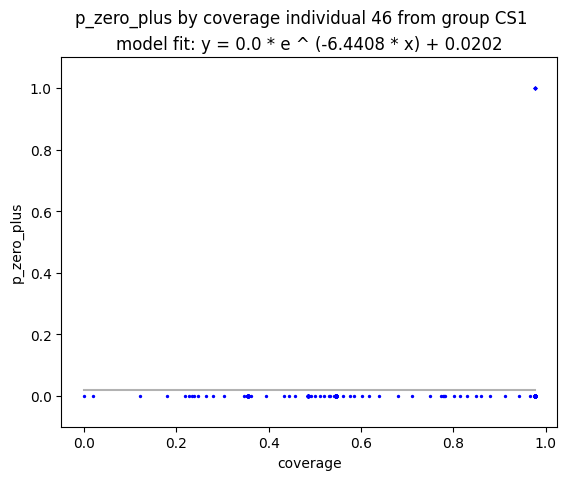 p_zero_plus by coverage individual 46 from group CS1
model fit: y = 0.0 * e ^ (-6.4408 * x) + 0.0202
1.0
0.8
0.6
0.4
0.2
0.0
p_zero_plus
0.0 0.2 0.4 0.6 0.8 1.0
coverage